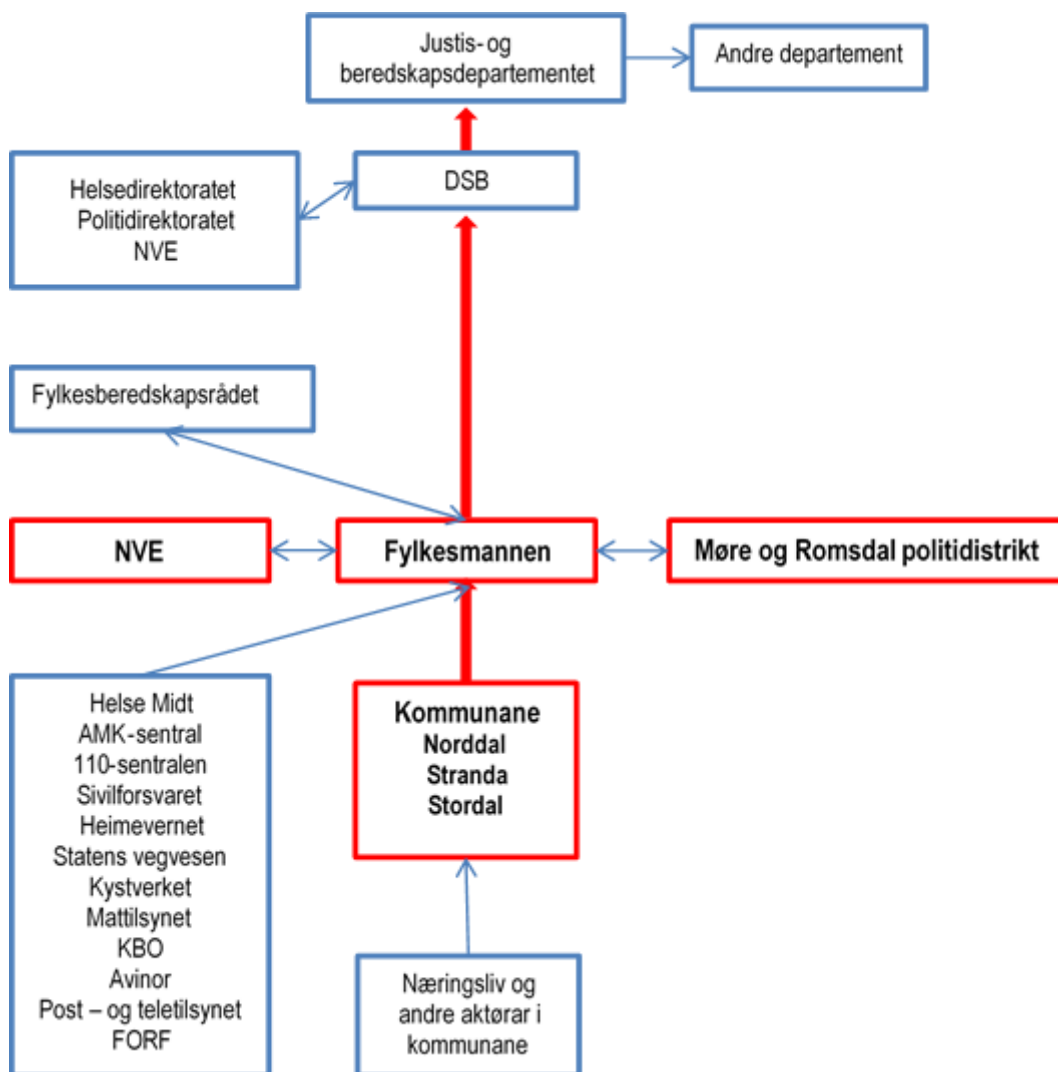 Justis- og
beredskapsdepartementet
Andre departement
Helsedirektoratet
Politidirektoratet
NVE
DSB
Fylkesberedskapsrådet
NVE
Fylkesmannen
Møre og Romsdal politidistrikt
Helse Midt
AMK-sentral
110-sentralen
Sivilforsvaret
Heimevernet
Statens vegvesen
Kystverket
Mattilsynet
KBO
Avinor
Post – og teletilsynet
FORF
Kommunane
Norddal
Stranda
Stordal
Næringsliv og
andre aktørar i
kommunane